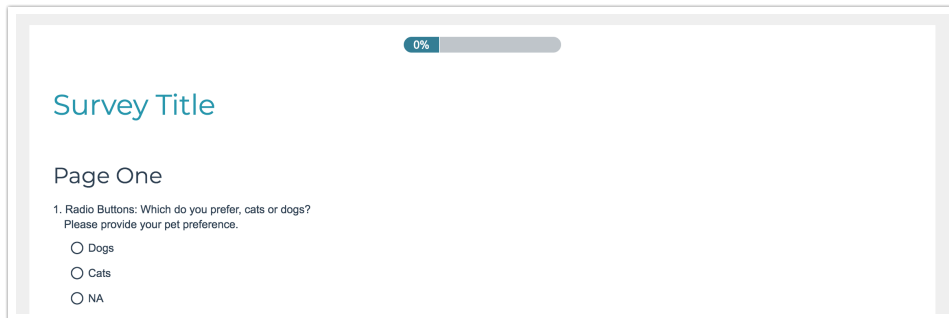 0%
Survey Title
Page One
1. Radio Buttons: Which do you prefer, cats or dogs?
Please provide your pet preference.
Dogs
Cats
NA